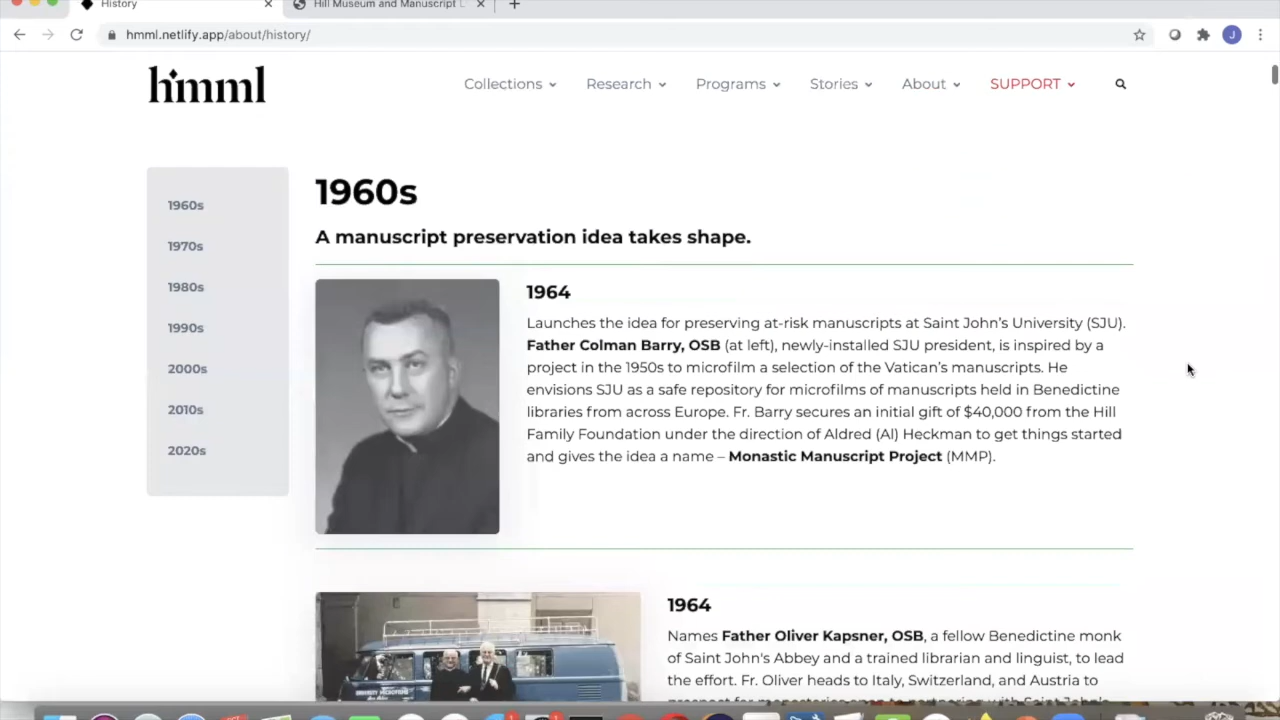 History
Hill Museum and Manuscript L
hmml.netlify.app/about/history/
J
hmml
Collections
Research
Programs
Stories
About
SUPPORT
1960s
1970s
1980s
1990s
2000s
2010s
2020s
1960s
A manuscript preservation idea takes shape.
1964
Launches the idea for preserving at-risk manuscripts at Saint John's University (SJU).
Father Colman Barry, OSB (at left), newly-installed SJU president, is inspired by a
project in the 1950s to microfilm a selection of the Vatican's manuscripts. He
envisions SJU as a safe repository for microfilms of manuscripts held in Benedictine
libraries from across Europe. Fr. Barry secures an initial gift of $40,000 from the Hill
Family Foundation under the direction of Aldred (Al) Heckman to get things started
and gives the idea a name – Monastic Manuscript Project (MMP).
1964
Names Father Oliver Kapsner, OSB, a fellow Benedictine monk
of Saint John's Abbey and a trained librarian and linguist, to lead
the effort. Fr. Oliver heads to Italy, Switzerland, and Austria to